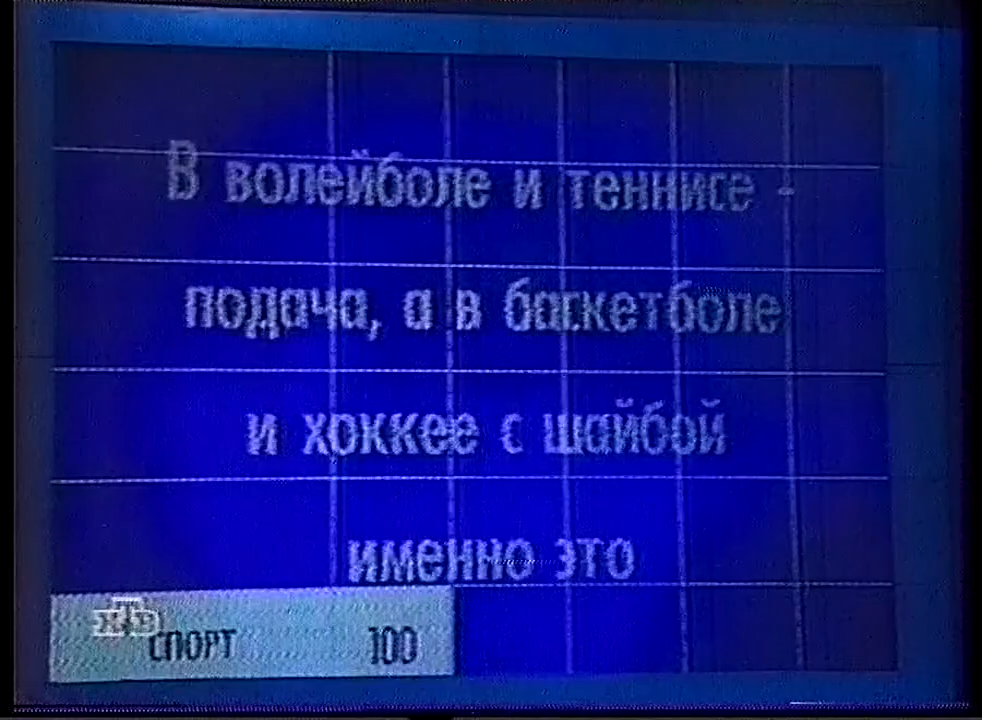 В волейболе и теннисе -
подача, а в баскетболе
и хоккее с шайбой
именно это
НТВ
СПОРТ 100